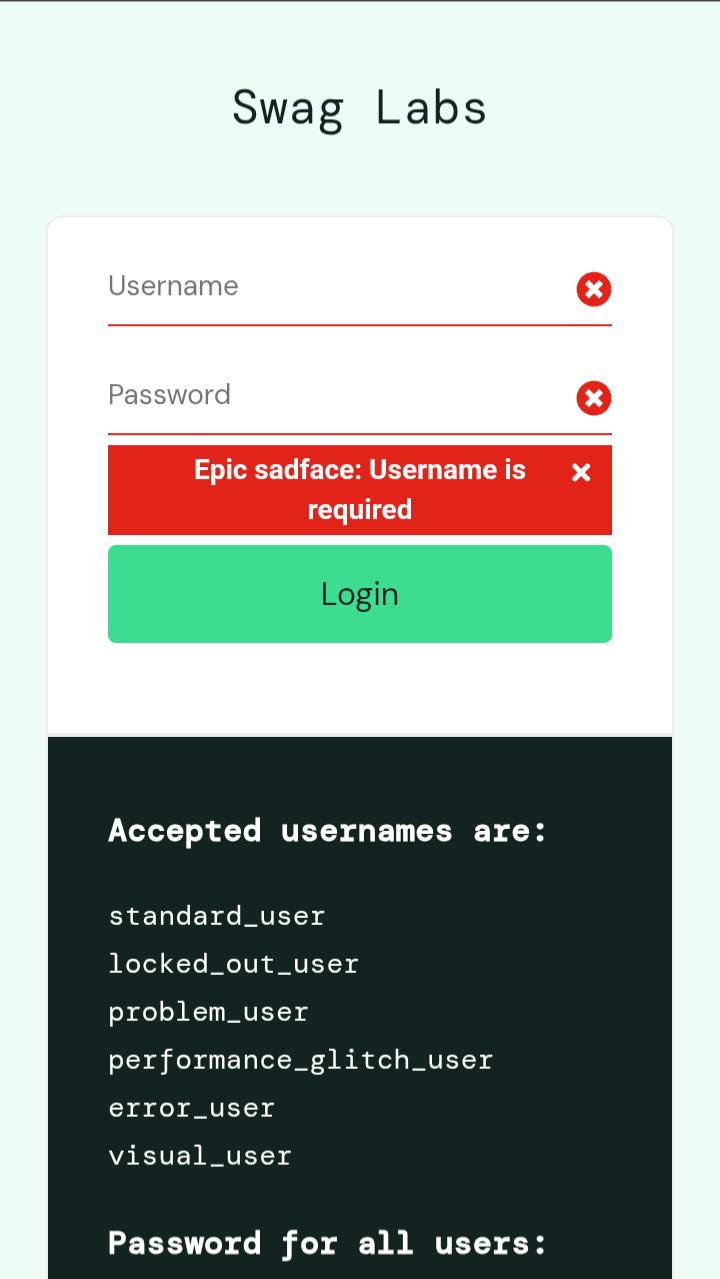 Swag Labs
Username
Password
Epic sadface: Username is
required
Login
Accepted usernames are:
standard_user
locked_out_user
problem_user
performance_glitch_user
error_user
visual_user
Password for all users: